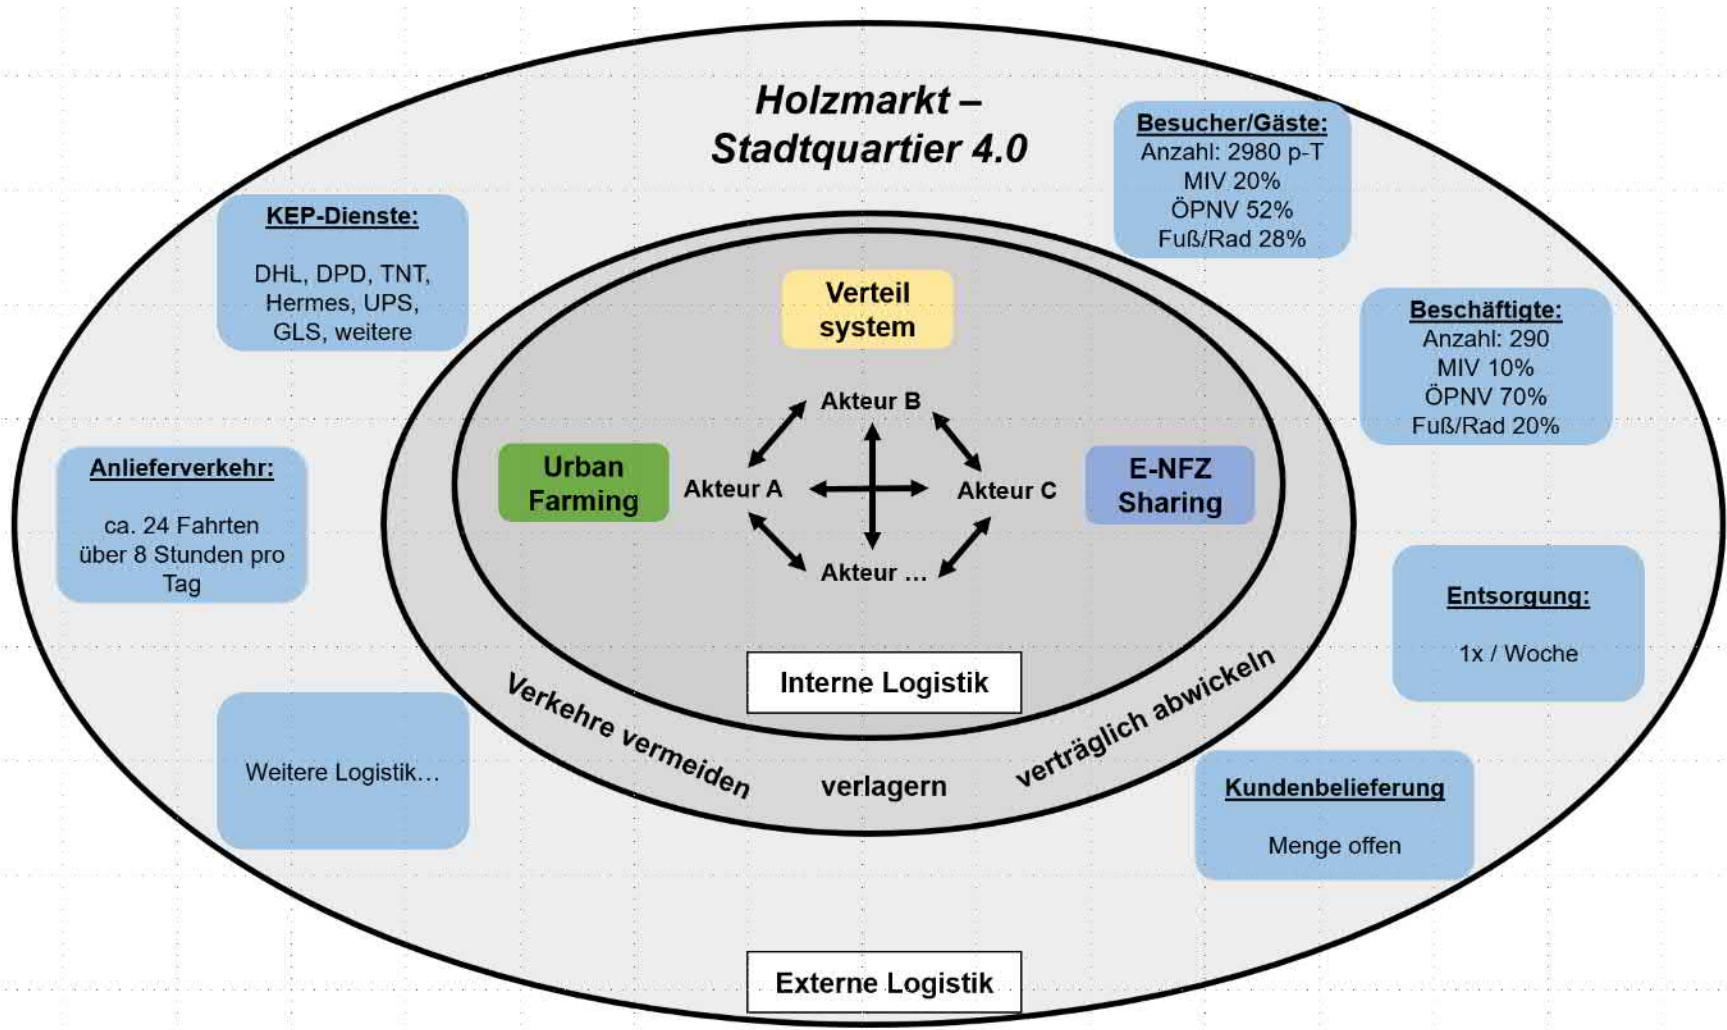 Holzmarkt –
Stadtquartier 4.0
Besucher/Gäste:
Anzahl: 2980 p-T
MIV 20%
ÖPNV 52%
Fuß/Rad 28%
KEP-Dienste:
DHL, DPD, TNT,
Hermes, UPS,
GLS, weitere
Verteil
system
Beschäftigte:
Anzahl: 290
MIV 10%
ÖPNV 70%
Fuß/Rad 20%
Anlieferverkehr:
ca. 24 Fahrten
über 8 Stunden pro
Tag
Urban
Farming
Akteur B
Akteur A
Akteur C
Akteur ...
E-NFZ
Sharing
Entsorgung:
1x / Woche
Interne Logistik
Verkehre vermeiden
verlagern
verträglich abwickeln
Weitere Logistik...
Kundenbelieferung
Menge offen
Externe Logistik